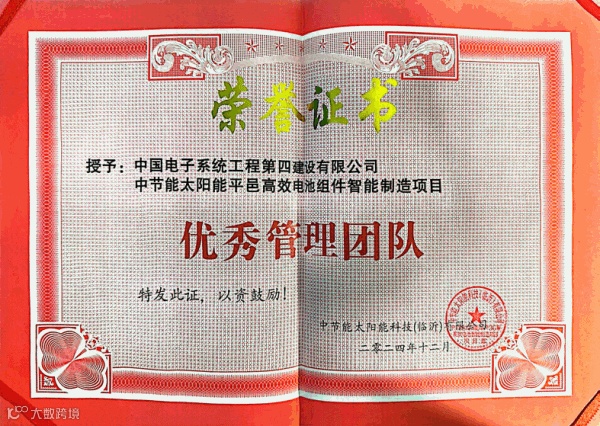 荣誉证书
授予：中国电子系统工程第四建设有限公司
中节能太阳能平邑高效电池组件智能制造项目
优秀管理团队
特发此证，以资鼓励！
中节能太阳能科技(临沂)有限公司
二〇二四年十二月
大数跨境